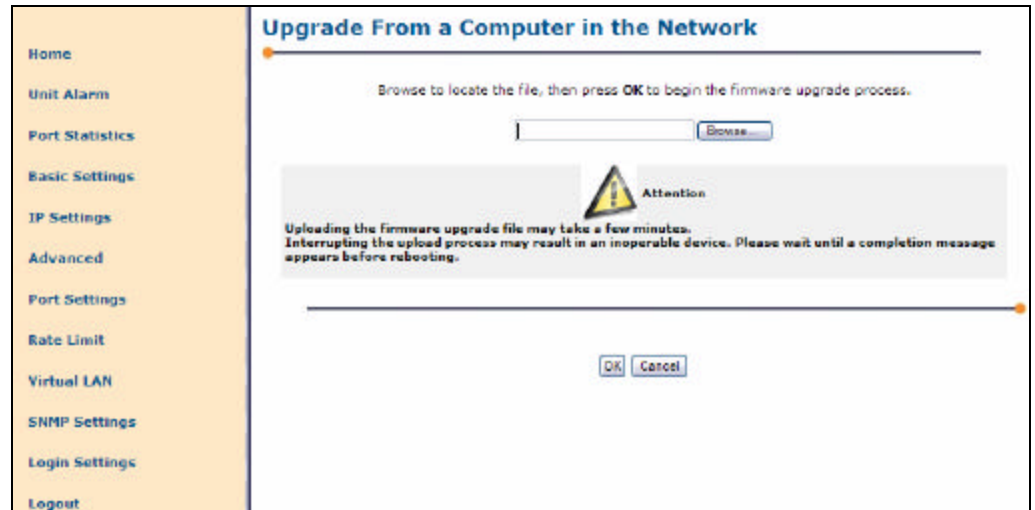 Upgrade From a Computer in the Network
Home
Unit Alarm
Port Statistics
Basic Settings
IP Settings
Advanced
Port Settings
Rate Limit
Virtual LAN
SNMP Settings
Login Settings
Logout
Browse to locate the file, then press OK to begin the firmware upgrade process.
Browse...
Attention
Uploading the firmware upgrade file may take a few minutes.
Interrupting the upload process may result in an inoperable device. Please wait until a completion message
appears before rebooting.
OK Cancel